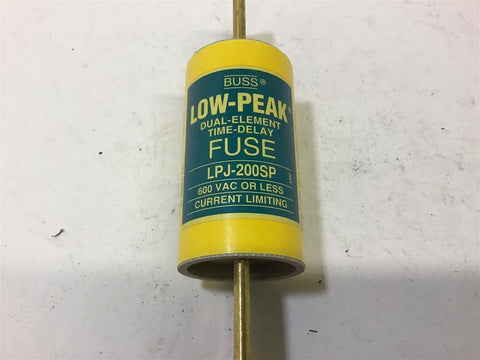 BUSS®
LOW-PEAK®
DUAL-ELEMENT
TIME-DELAY
FUSE
LPJ-200SP
600 VAC OR LESS
CURRENT LIMITING